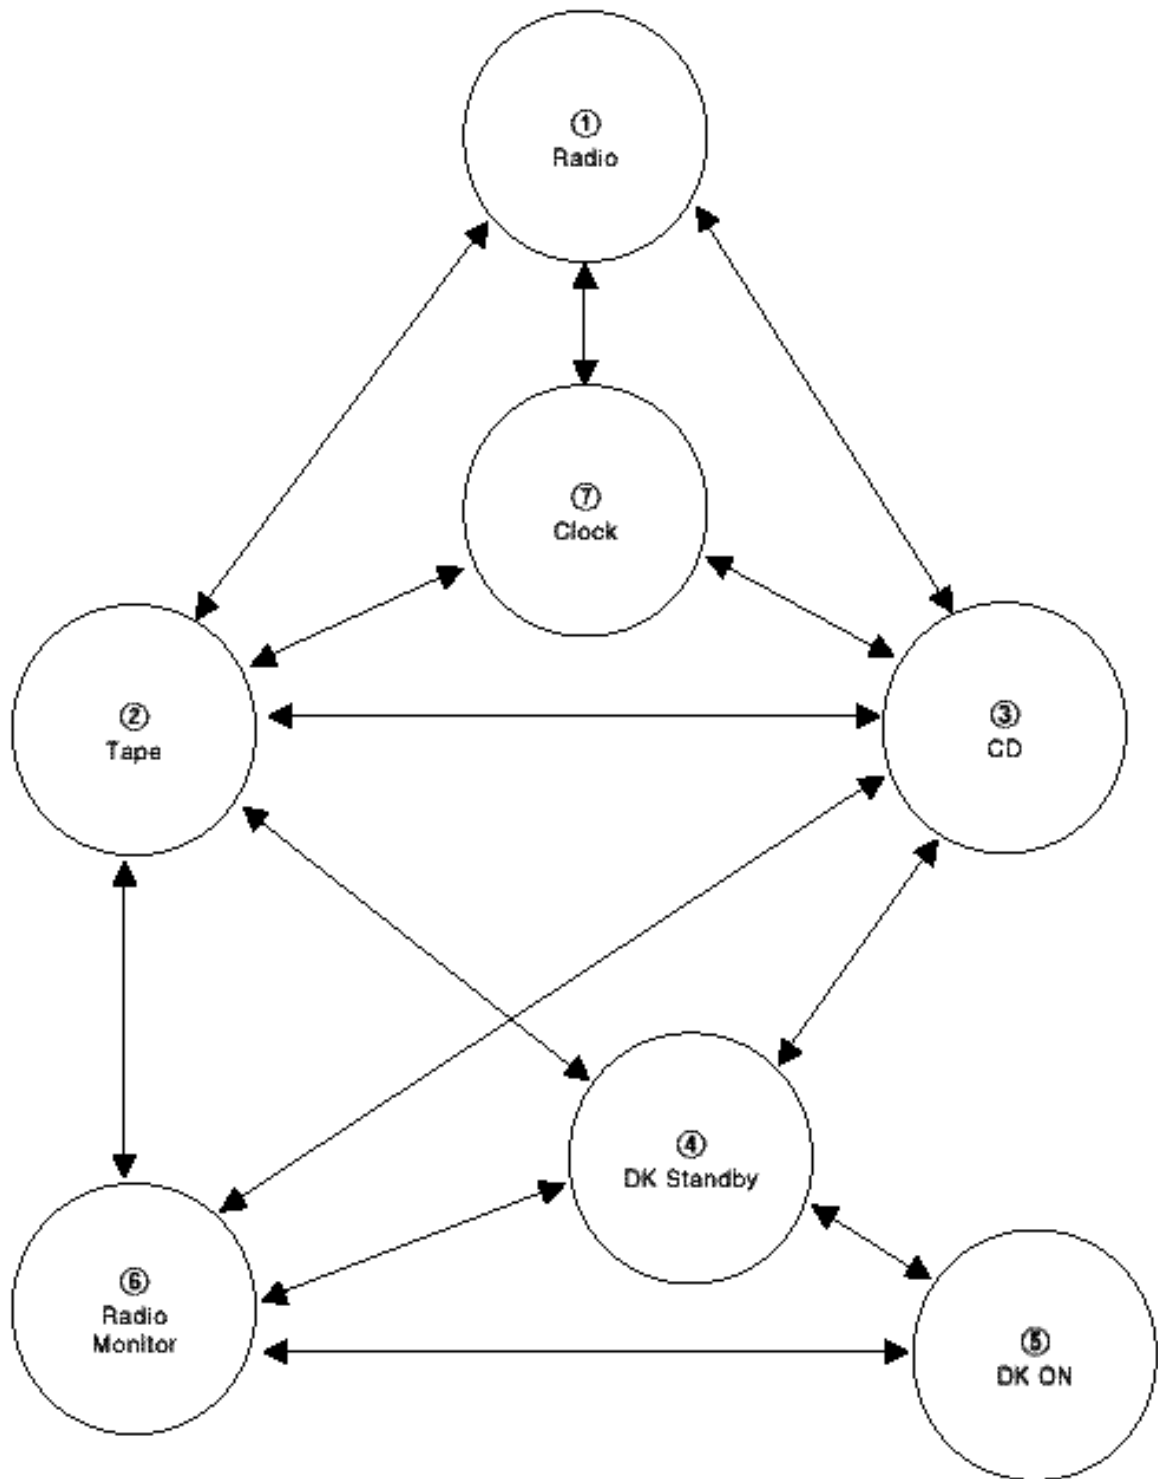 ①
Radio
⑦
Clock
②
Tape
③
CD
④
DK Standby
⑥
Radio
Monitor
⑤
DK ON